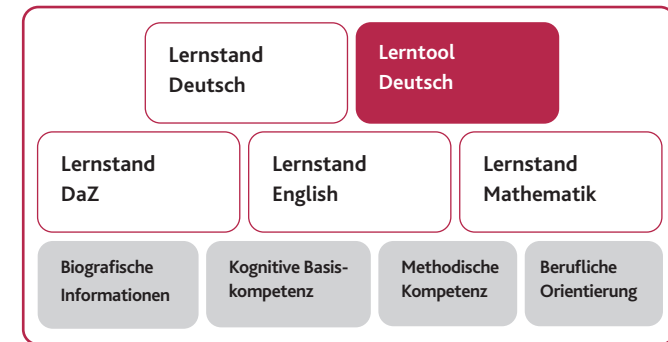 Lernstand
Deutsch
Lerntool
Deutsch
Lernstand
DaZ
Lernstand
English
Lernstand
Mathematik
Biografische
Informationen
Kognitive Basis-
kompetenz
Methodische
Kompetenz
Berufliche
Orientierung